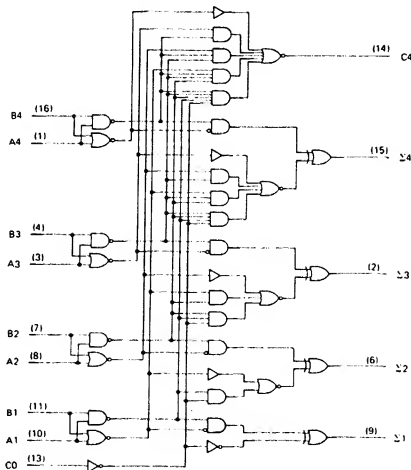 (14) C4
B4 (16)
A4 (1)
(15) Σ4
B3 (4)
A3 (3)
(2) Σ3
B2 (7)
A2 (8)
(6) Σ2
B1 (11)
(9) Σ1
A1 (10)
C0 (13)